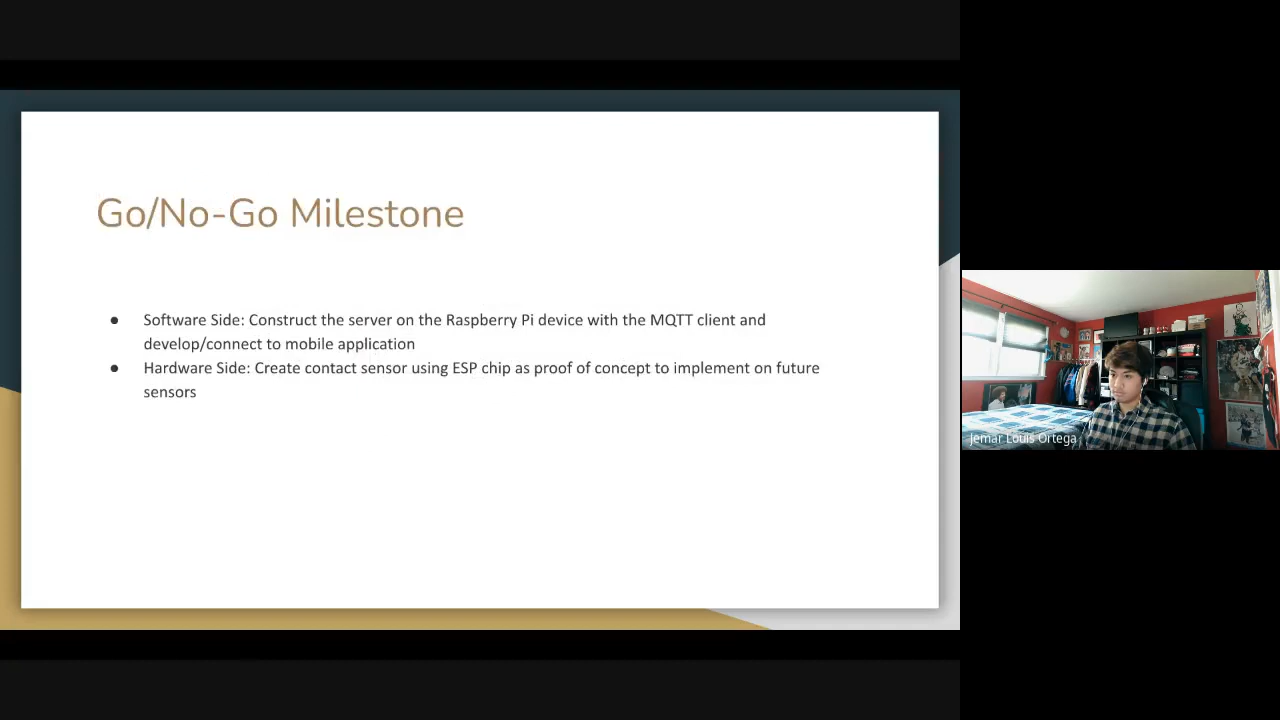 Go/No-Go Milestone
● Software Side: Construct the server on the Raspberry Pi device with the MQTT client and
develop/connect to mobile application
● Hardware Side: Create contact sensor using ESP chip as proof of concept to implement on future
sensors
Jemar Louis Ortega